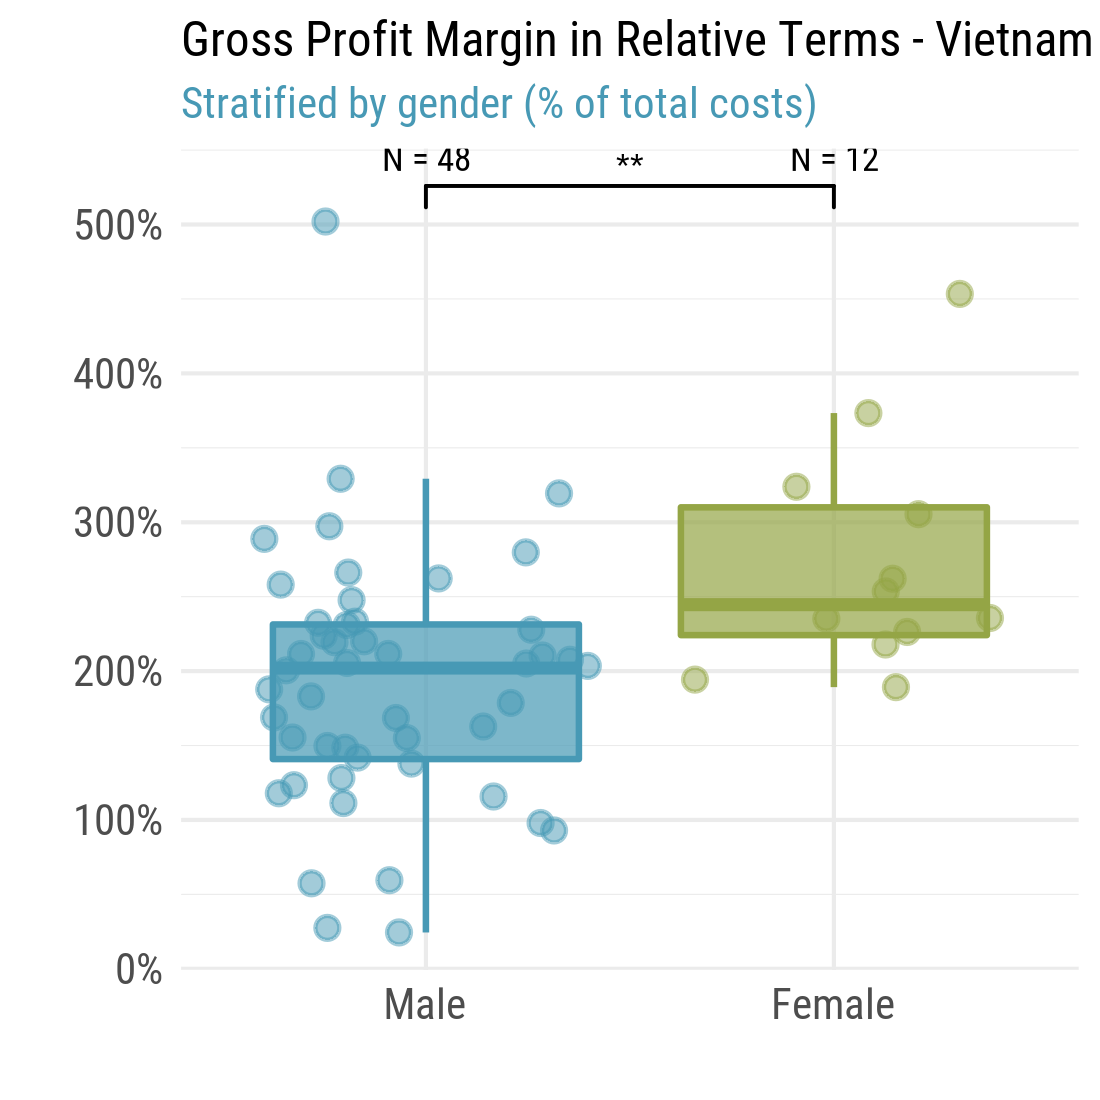 Gross Profit Margin in Relative Terms - Vietnam
Stratified by gender (% of total costs)
N = 48 ** N = 12
500%
400%
300%
200%
100%
0%
Male Female